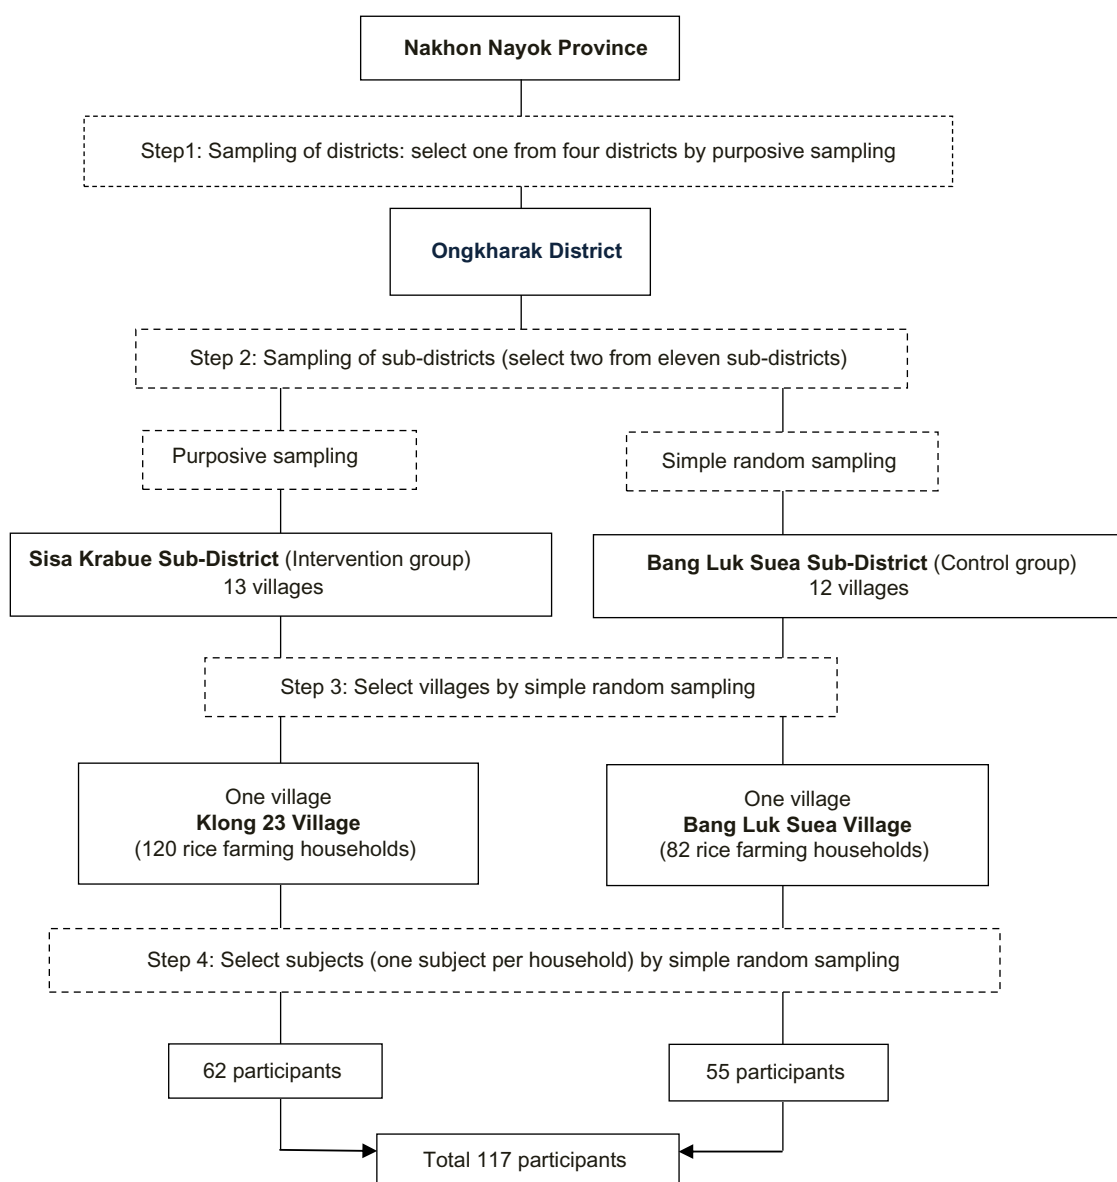 Nakhon Nayok Province
Step1: Sampling of districts: select one from four districts by purposive sampling
Ongkharak District
Step 2: Sampling of sub-districts (select two from eleven sub-districts)
Purposive sampling
Simple random sampling
Sisa Krabue Sub-District (Intervention group)
13 villages
Bang Luk Suea Sub-District (Control group)
12 villages
Step 3: Select villages by simple random sampling
One village
Klong 23 Village
(120 rice farming households)
One village
Bang Luk Suea Village
(82 rice farming households)
Step 4: Select subjects (one subject per household) by simple random sampling
62 participants
55 participants
Total 117 participants